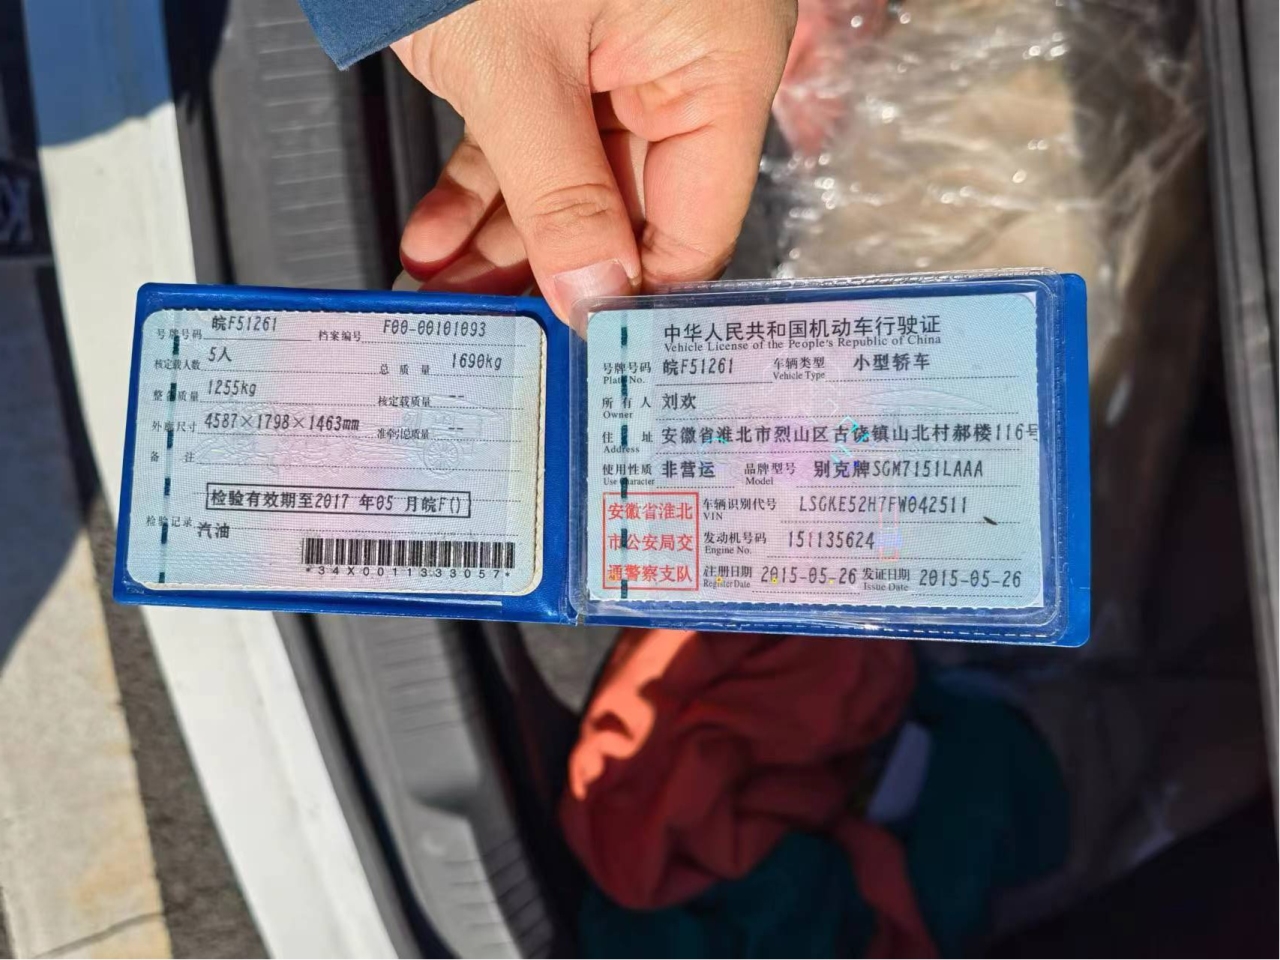 号牌号码 皖F51261 档案编号 F00-00101093
核定载人数 5人 总质量 1690kg
整备质量 1255kg 核定载质量 --
外廓尺寸 4587×1798×1463mm 准牵引总质量 --
备注
检验有效期至2017 年05 月皖F()
检验记录 汽油
*34X0011333057*
中华人民共和国机动车行驶证
Vehicle License of the People's Republic of China
号牌号码 皖F51261 车辆类型 小型轿车
Plate No. Vehicle Type
所有人 刘欢
Owner
住址 安徽省淮北市烈山区古饶镇山北村郝楼116号
Address
使用性质 非营运 品牌型号 别克牌SGM7151LAAA
Use Character Model
安徽省淮北
市公安局交
通警察支队
车辆识别代号 LSGKE52H7FW042511
VIN
发动机号码 151135624
Engine No.
注册日期 2015-05-26 发证日期 2015-05-26
Register Date Issue Date